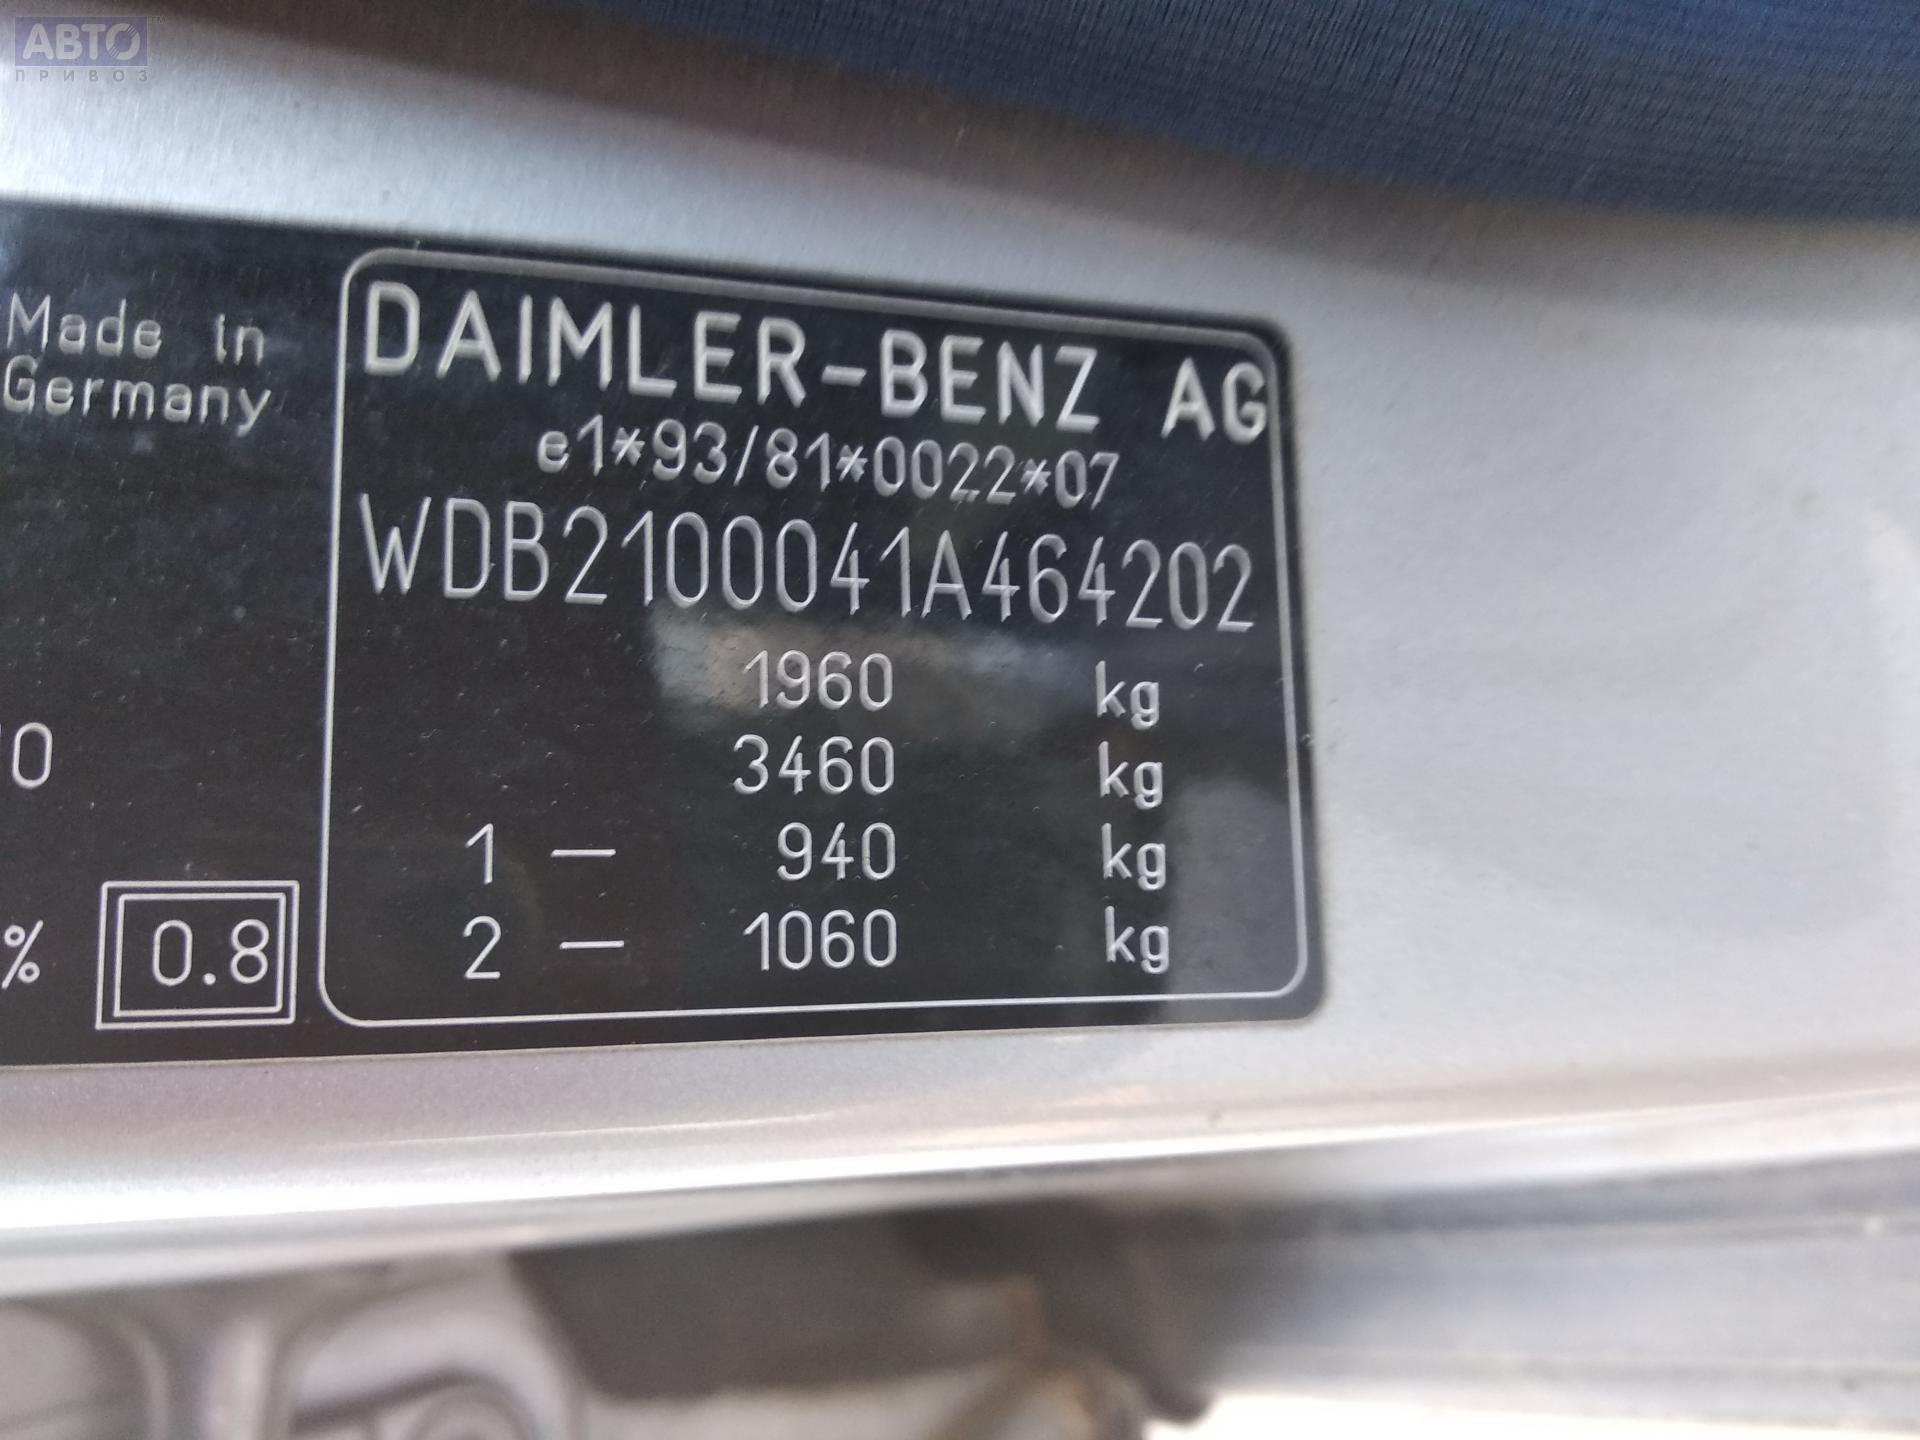 АВТО
ПРИВОЗ
Made in
Germany
DAIMLER-BENZ AG
e1*93/81*0022*07
WDB2100041A464202
1960 kg
3460 kg
0
1 — 940 kg
2 — 1060 kg
% 0.8